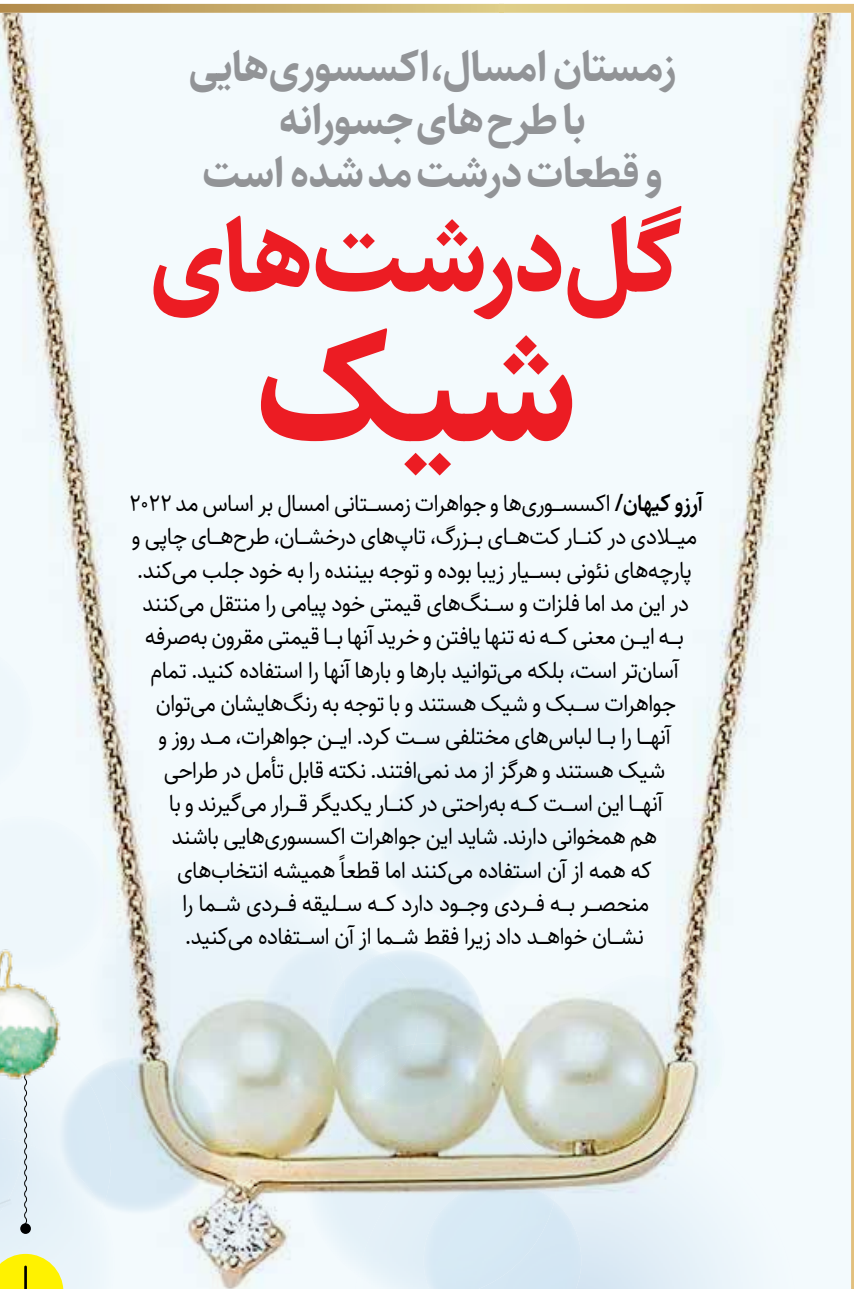 زمستان امسال،اکسسوری‌هایی
با طرح‌های جسورانه
و قطعات درشت مد شده است
گل‌درشت‌های
شیک
آرزو کیهان/ اکسسوری‌ها و جواهرات زمستانی امسال بر اساس مد ۲۰۲۲
میلادی در کنار کت‌های بزرگ، تاپ‌های درخشان، طرح‌های چاپی و
پارچه‌های نئونی بسیار زیبا بوده و توجه بیننده را به خود جلب می‌کند.
در این مد اما فلزات و سنگ‌های قیمتی خود پیامی را منتقل می‌کنند
به این معنی که نه تنها یافتن و خرید آنها با قیمتی مقرون به‌صرفه
آسان‌تر است، بلکه می‌توانید بارها و بارها آنها را استفاده کنید. تمام
جواهرات سبک و شیک هستند و با توجه به رنگ‌هایشان می‌توان
آنها را با لباس‌های مختلفی ست کرد. این جواهرات، مد روز و
شیک هستند و هرگز از مد نمی‌افتند. نکته قابل تأمل در طراحی
آنها این است که به‌راحتی در کنار یکدیگر قرار می‌گیرند و با
هم همخوانی دارند. شاید این جواهرات اکسسوری‌هایی باشند
که همه از آن استفاده می‌کنند اما قطعاً همیشه انتخاب‌های
منحصر به فردی وجود دارد که سلیقه فردی شما را
نشان خواهد داد زیرا فقط شما از آن استفاده می‌کنید.